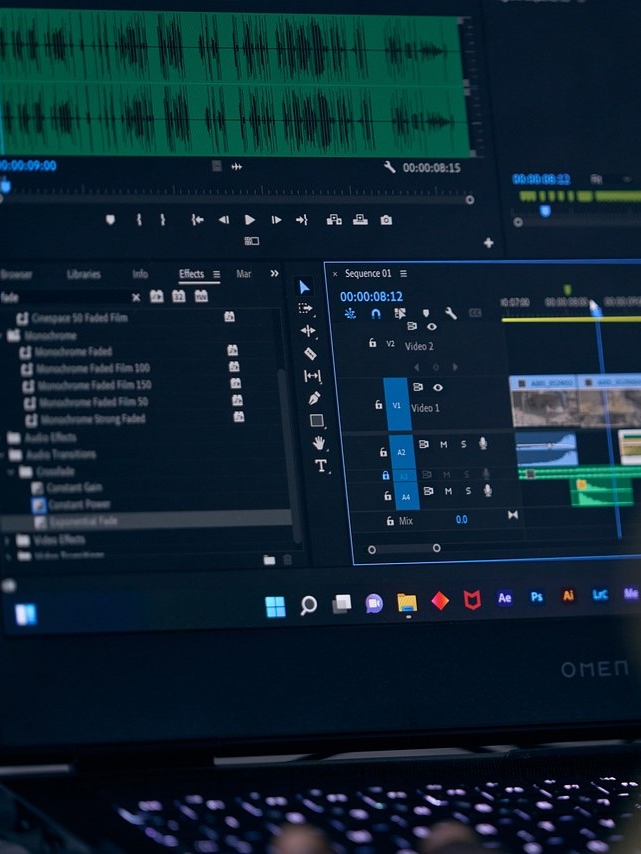 00:00:09:00
00:00:08:15
00:00:08:12
Browser
Libraries
Info
Effects
Mar
fade
Cinespace 50 Faded Film
Monochrome
Monochrome Faded
Monochrome Faded Film 100
Monochrome Faded Film 150
Monochrome Faded Film 50
Monochrome Strong Faded
Audio Effects
Audio Transitions
Crossfade
Constant Gain
Constant Power
Exponential Fade
Video Effects
Video Transitions
Sequence 01
00:00:08:12
V2 Video 2
V1 Video 1
A2 M S
A3 M S
A4 M S
Mix 0.0
Ae Ps Ai LrC Me
OMEN